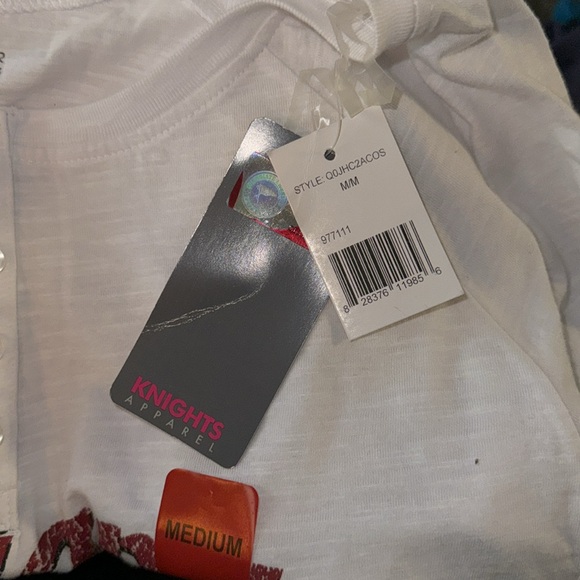 STYLE: Q0JHC2ACOS
M/M
977111
8 28376 11985 6
KNIGHTS
APPAREL
MEDIUM